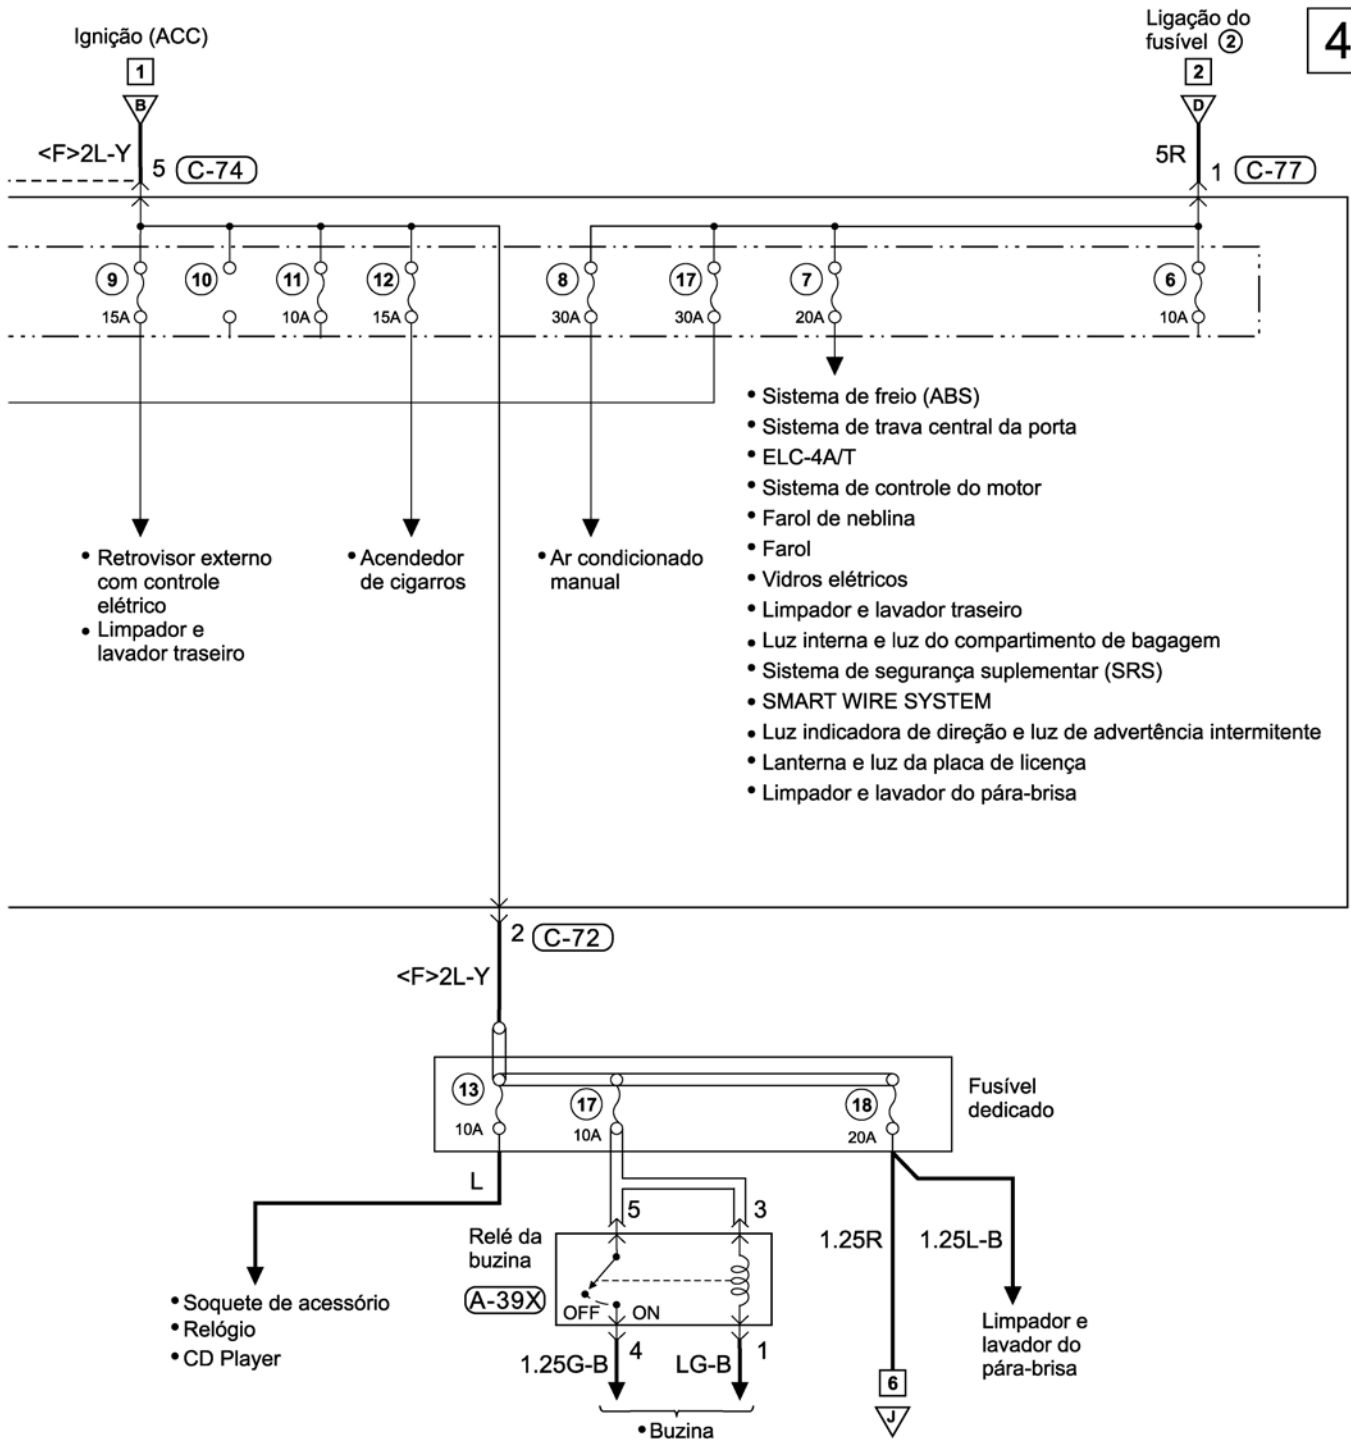 Ignição (ACC)
1
B
<F>2L-Y
5
C-74
Ligação do
fusível 2
2
D
5R
1
C-77
4
9
15A
10
11
10A
12
15A
8
30A
17
30A
7
20A
6
10A
• Retrovisor externo
com controle
elétrico
• Limpador e
lavador traseiro
• Acendedor
de cigarros
• Ar condicionado
manual
• Sistema de freio (ABS)
• Sistema de trava central da porta
• ELC-4A/T
• Sistema de controle do motor
• Farol de neblina
• Farol
• Vidros elétricos
• Limpador e lavador traseiro
• Luz interna e luz do compartimento de bagagem
• Sistema de segurança suplementar (SRS)
• SMART WIRE SYSTEM
• Luz indicadora de direção e luz de advertência intermitente
• Lanterna e luz da placa de licença
• Limpador e lavador do pára-brisa
2
C-72
<F>2L-Y
13
10A
17
10A
18
20A
Fusível
dedicado
L
5
3
Relé da
buzina
A-39X
OFF
ON
1.25R
1.25L-B
• Soquete de acessório
• Relógio
• CD Player
1.25G-B
4
LG-B
1
• Buzina
6
J
Limpador e
lavador do
pára-brisa